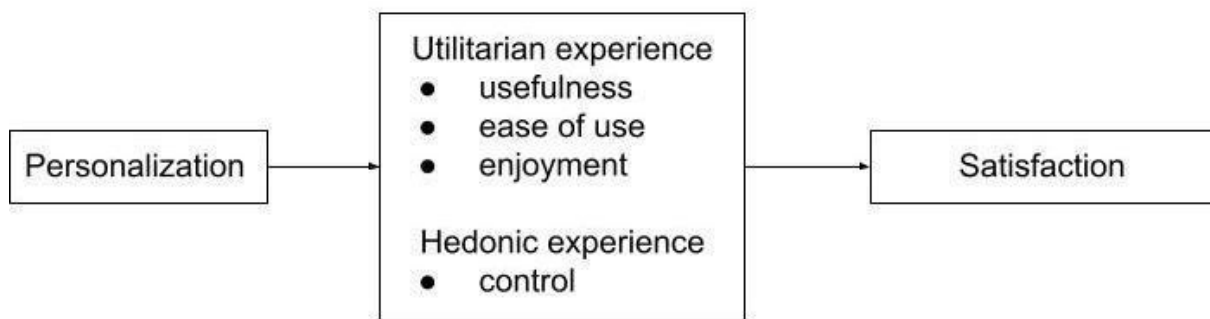 Personalization
Utilitarian experience
● usefulness
● ease of use
● enjoyment
Hedonic experience
● control
Satisfaction